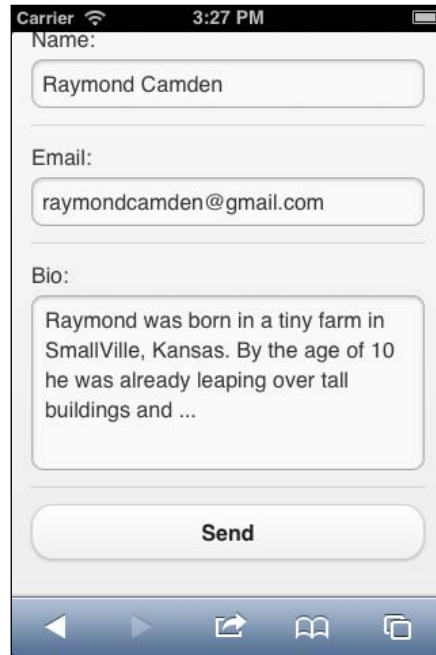 Carrier 3:27 PM
Name:
Raymond Camden
Email:
raymondcamden@gmail.com
Bio:
Raymond was born in a tiny farm in
SmallVille, Kansas. By the age of 10
he was already leaping over tall
buildings and ...
Send